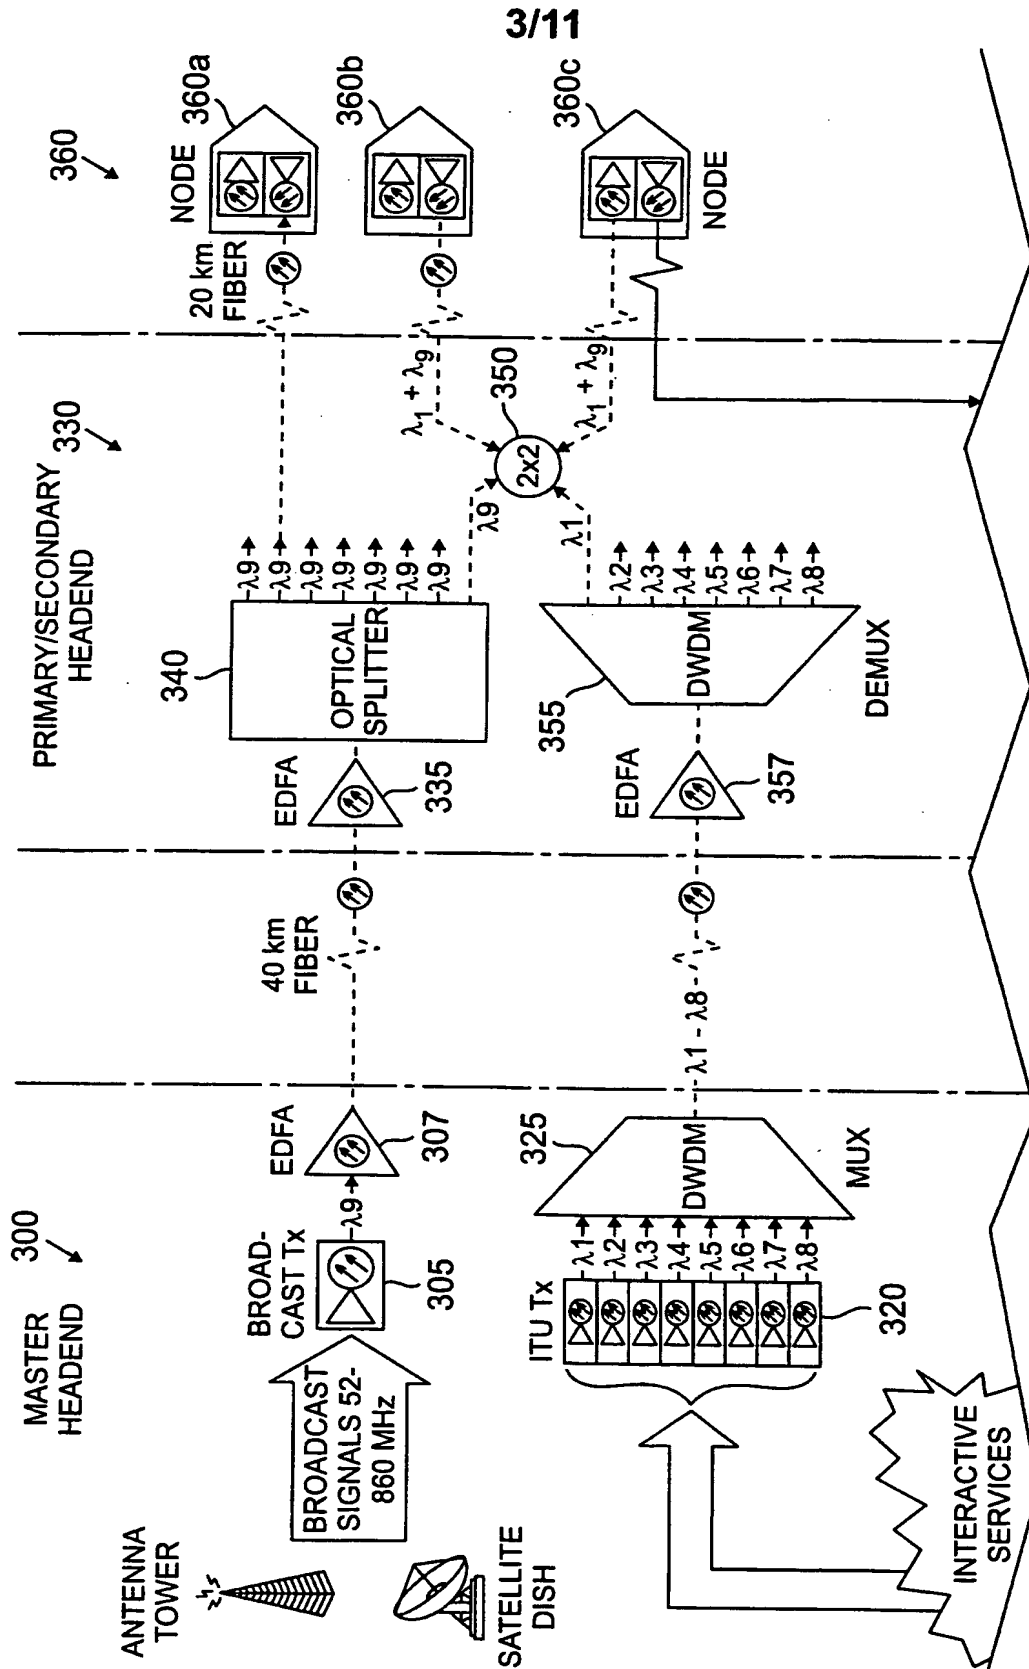 3/11
300
MASTER
HEADEND
PRIMARY/SECONDARY
HEADEND
330
360
ANTENNA
TOWER
SATELLITE
DISH
BROADCAST
SIGNALS 52-
860 MHz
BROAD-
CAST Tx
305
λ9
EDFA
307
40 km
FIBER
EDFA
335
340
OPTICAL
SPLITTER
λ9
λ9
λ9
λ9
λ9
λ9
λ9
λ9
20 km
FIBER
NODE
360a
360b
λ1 + λ9
350
2x2
λ1 + λ9
360c
NODE
INTERACTIVE
SERVICES
ITU Tx
320
λ1
λ2
λ3
λ4
λ5
λ6
λ7
λ8
325
DWDM
MUX
λ1 - λ8
EDFA
357
355
DWDM
DEMUX
λ1
λ2
λ3
λ4
λ5
λ6
λ7
λ8